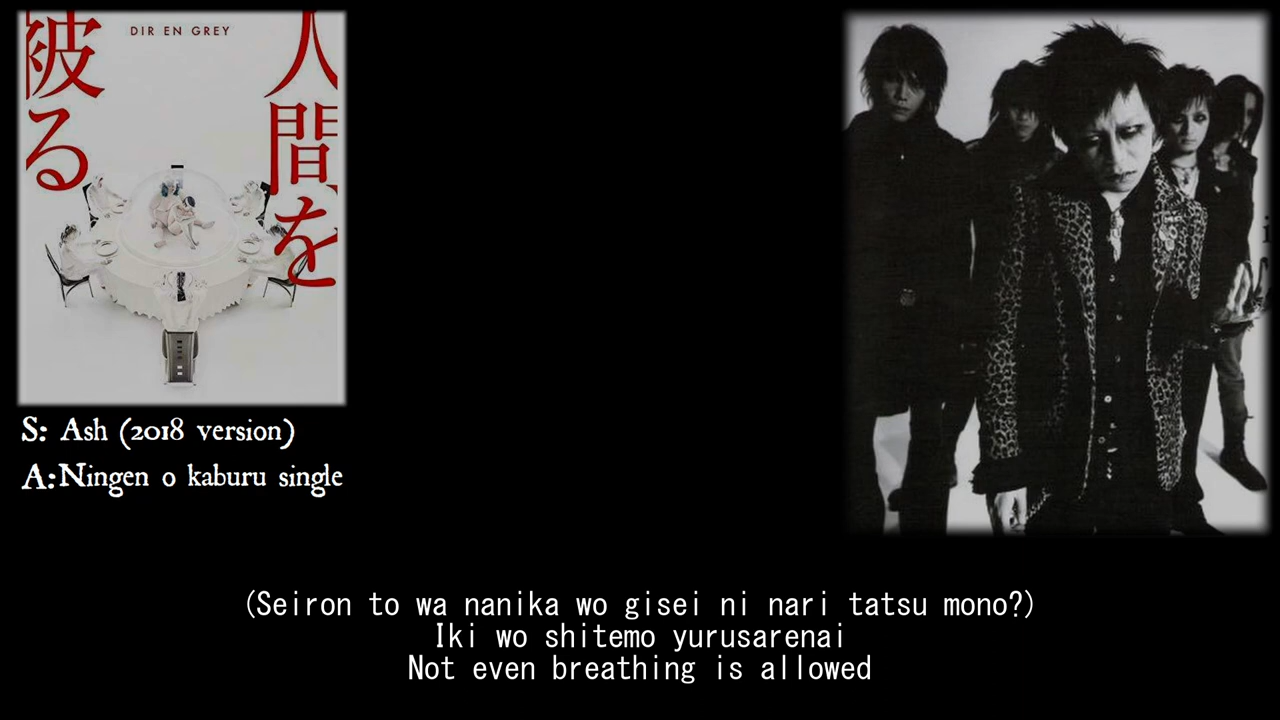 DIR EN GREY
人間を
被る
S: Ash (2018 version)
A:Ningen o kaburu single
(Seiron to wa nanika wo gisei ni nari tatsu mono?)
Iki wo shitemo yurusarenai
Not even breathing is allowed